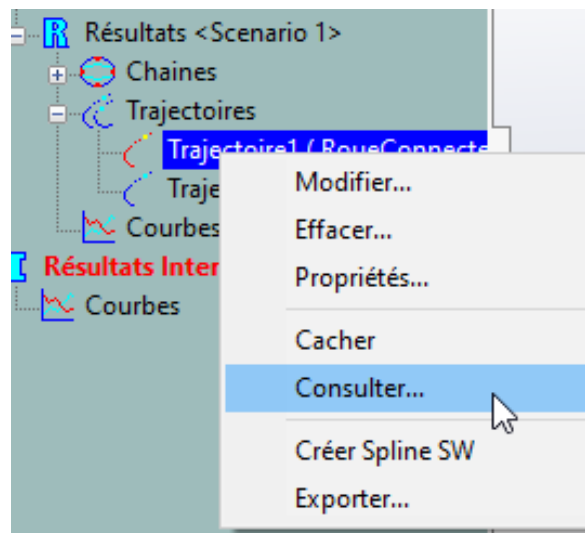 Résultats <Scenario 1>
Chaines
Trajectoires
Trajectoire1 ( RoueConnecte
Traje
Courbes
Résultats Inter
Courbes
Modifier...
Effacer...
Propriétés...
Cacher
Consulter...
Créer Spline SW
Exporter...